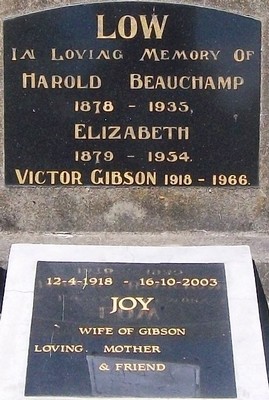 LOW
IN LOVING MEMORY OF
HAROLD BEAUCHAMP
1878 - 1935,
ELIZABETH
1879 - 1954.
VICTOR GIBSON 1918 - 1966.
12-4-1918 - 16-10-2003
JOY
WIFE OF GIBSON
LOVING MOTHER
& FRIEND